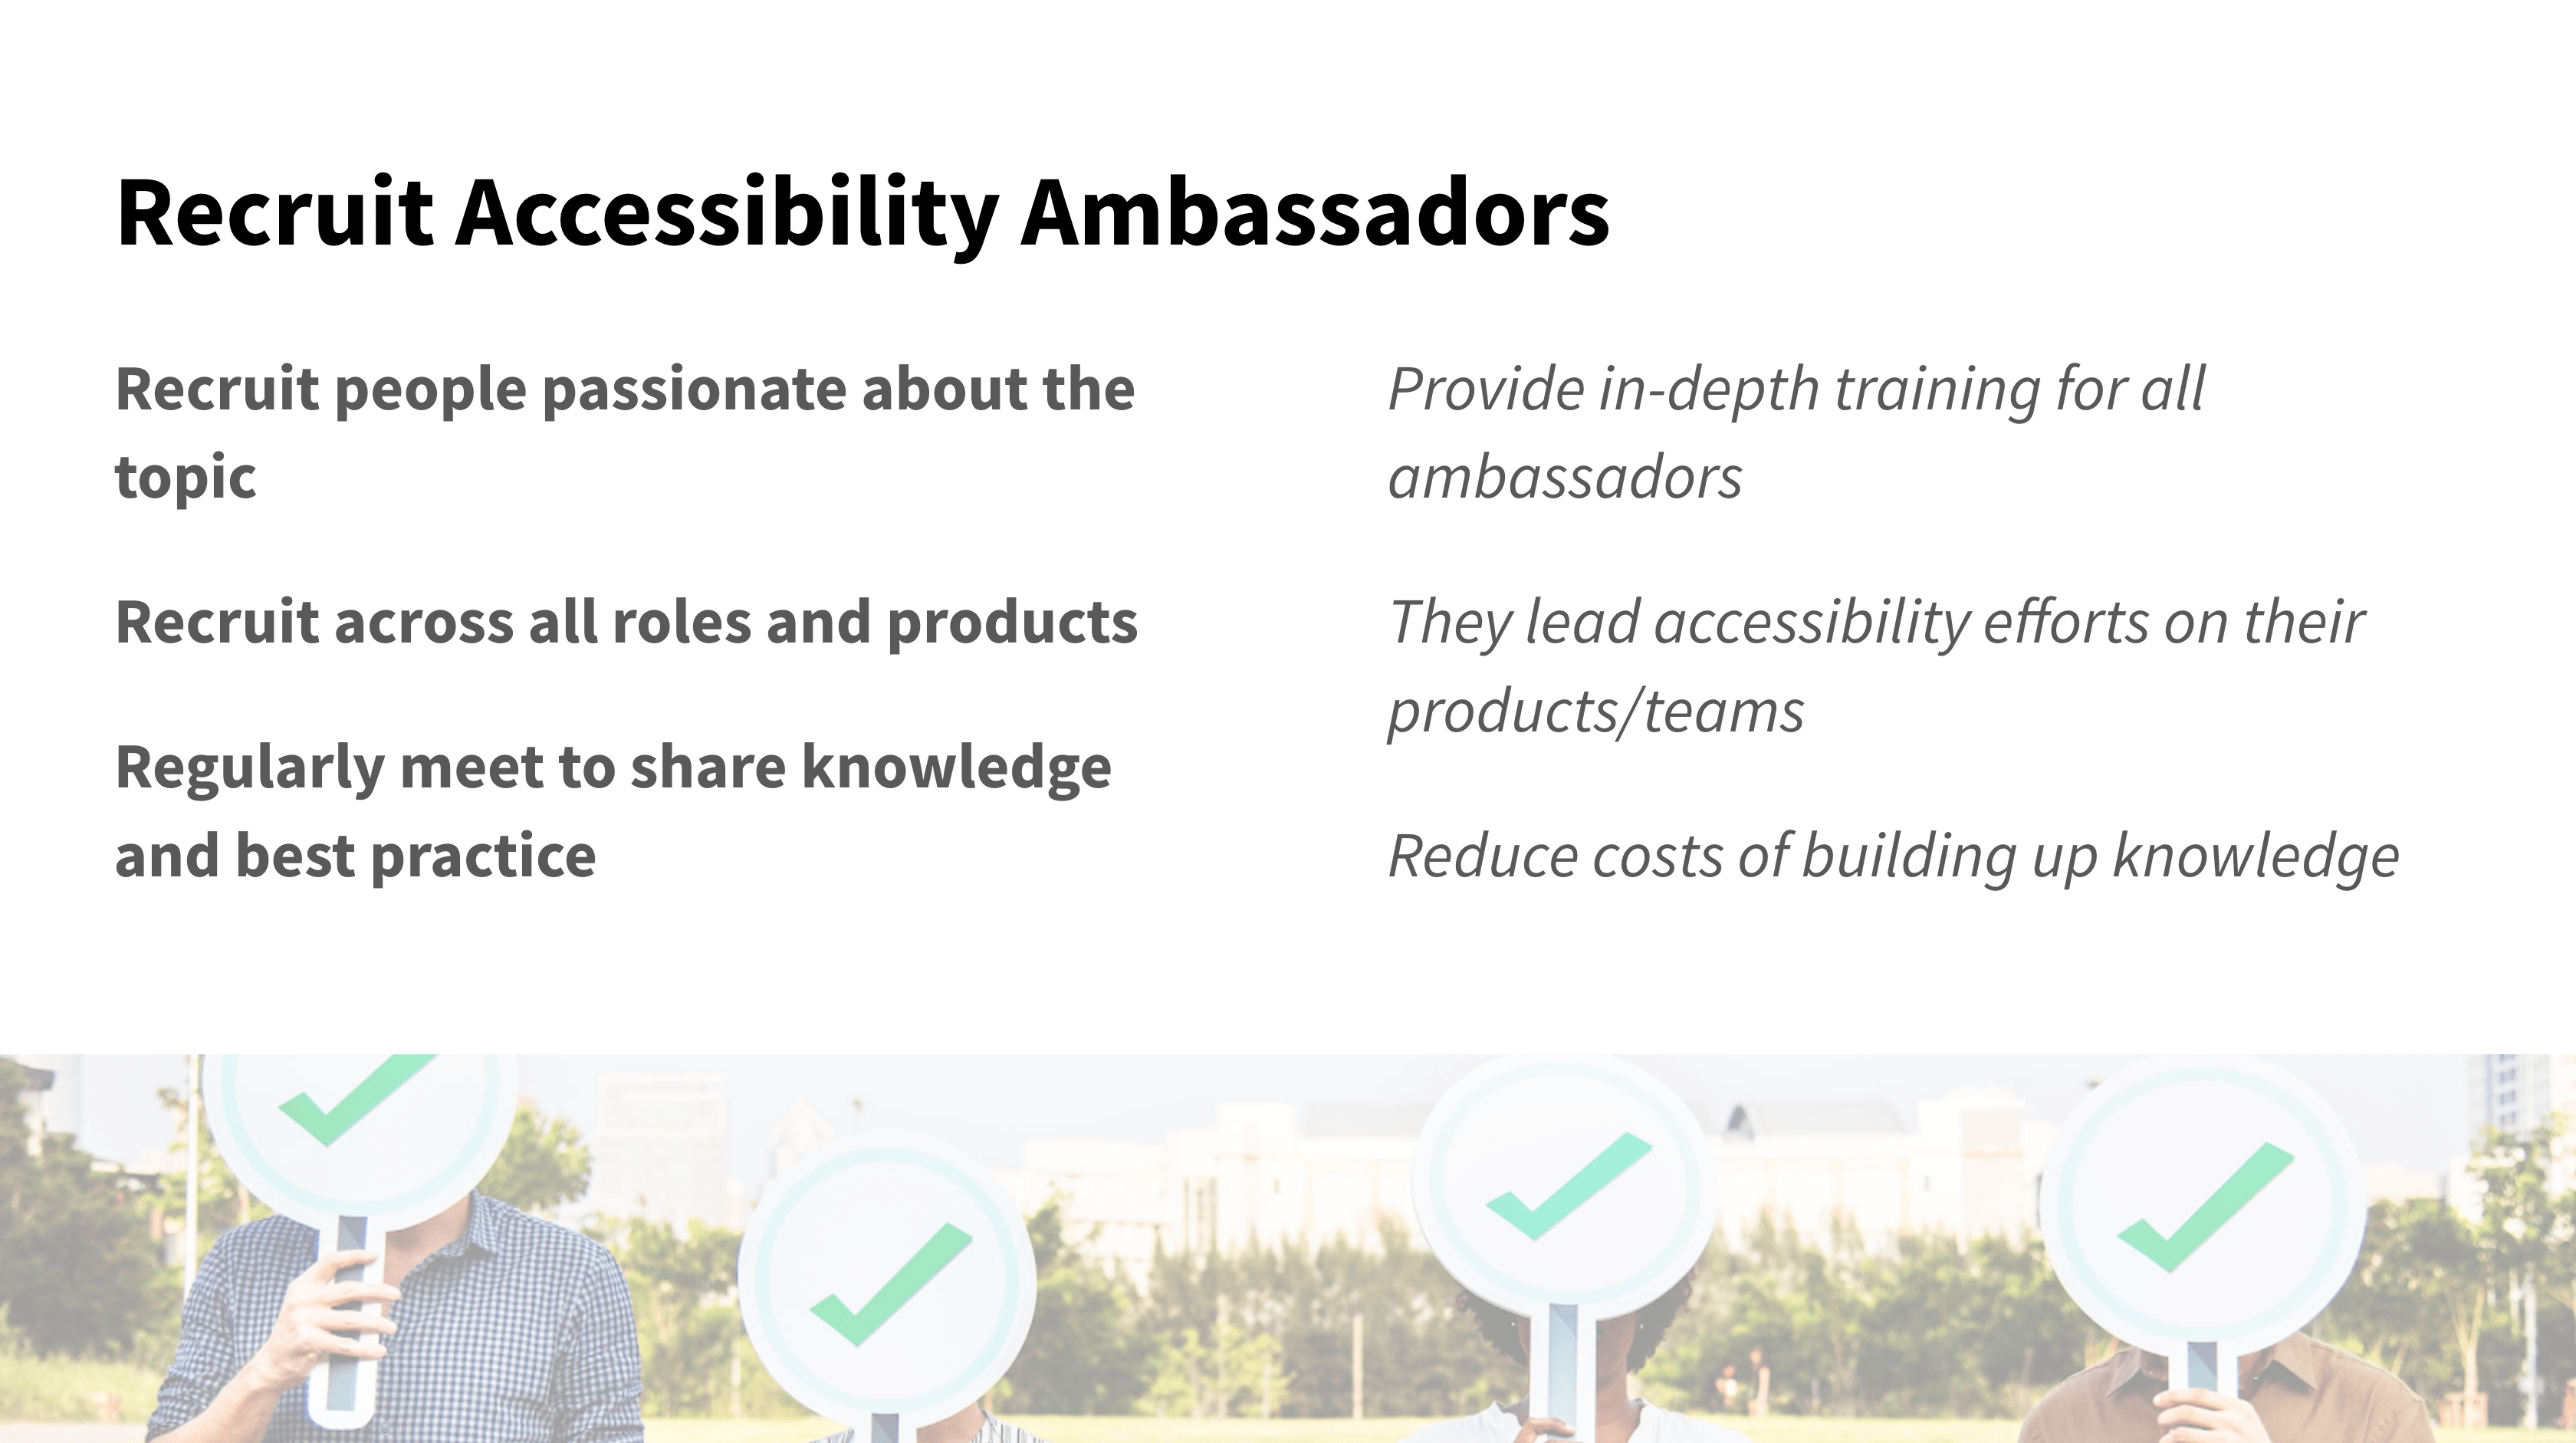 Recruit Accessibility Ambassadors
Recruit people passionate about the
topic
Recruit across all roles and products
Regularly meet to share knowledge
and best practice
Provide in-depth training for all
ambassadors
They lead accessibility efforts on their
products/teams
Reduce costs of building up knowledge